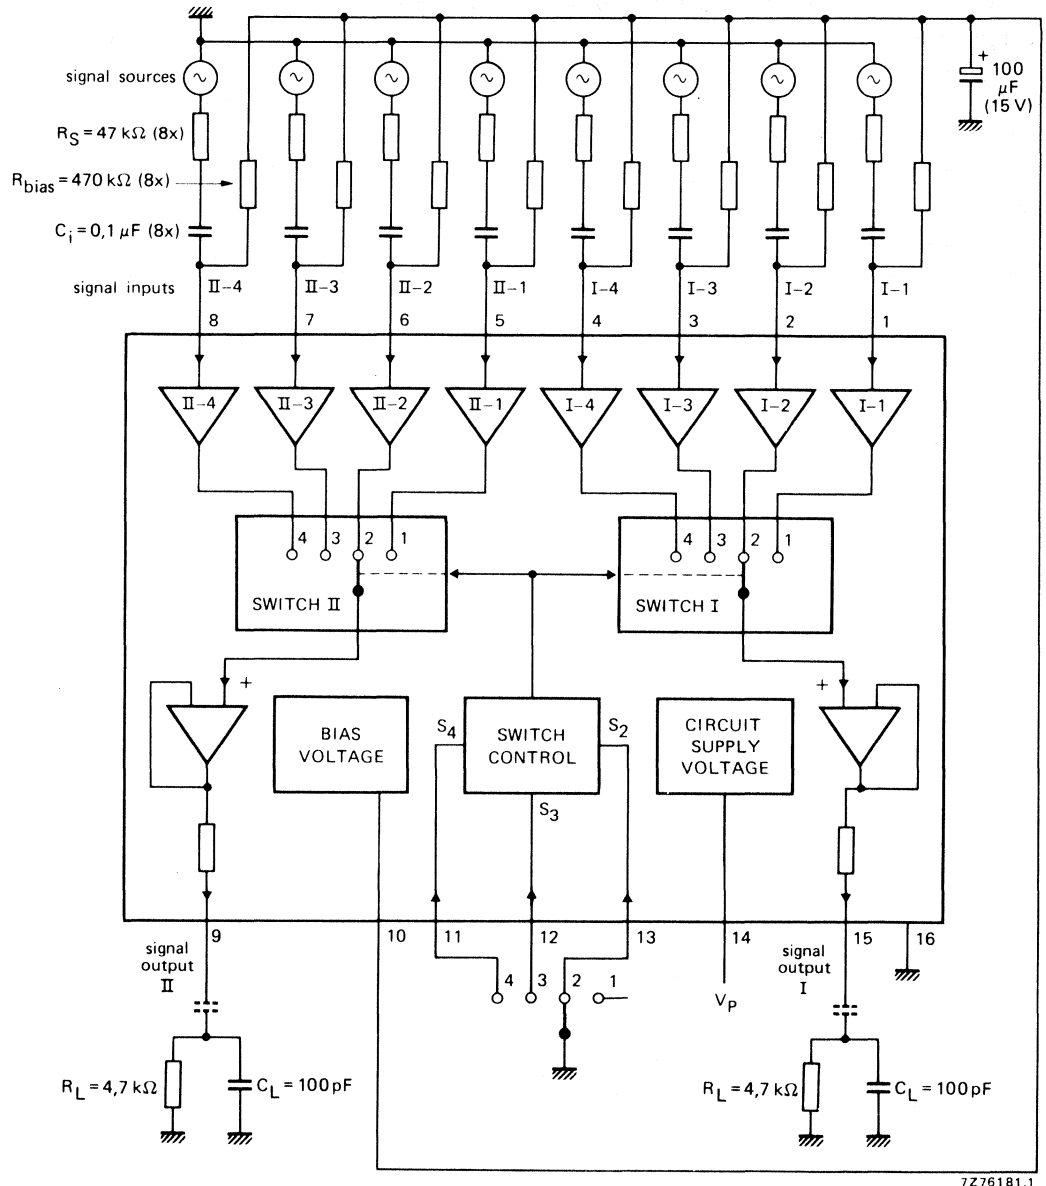 signal sources
+ 100 µF (15 V)
R_S = 47 kΩ (8x)
R_bias = 470 kΩ (8x)
C_i = 0,1 µF (8x)
signal inputs II–4 II–3 II–2 II–1 I–4 I–3 I–2 I–1
8 7 6 5 4 3 2 1
II–4 II–3 II–2 II–1 I–4 I–3 I–2 I–1
4 3 2 1 4 3 2 1
SWITCH II SWITCH I
+ +
BIAS VOLTAGE
S4 SWITCH CONTROL S2
S3
CIRCUIT SUPPLY VOLTAGE
9 10 11 12 13 14 15 16
signal output II
signal output I
4 3 2 1
V_P
R_L = 4,7 kΩ C_L = 100 pF
R_L = 4,7 kΩ C_L = 100 pF
7Z76181.1